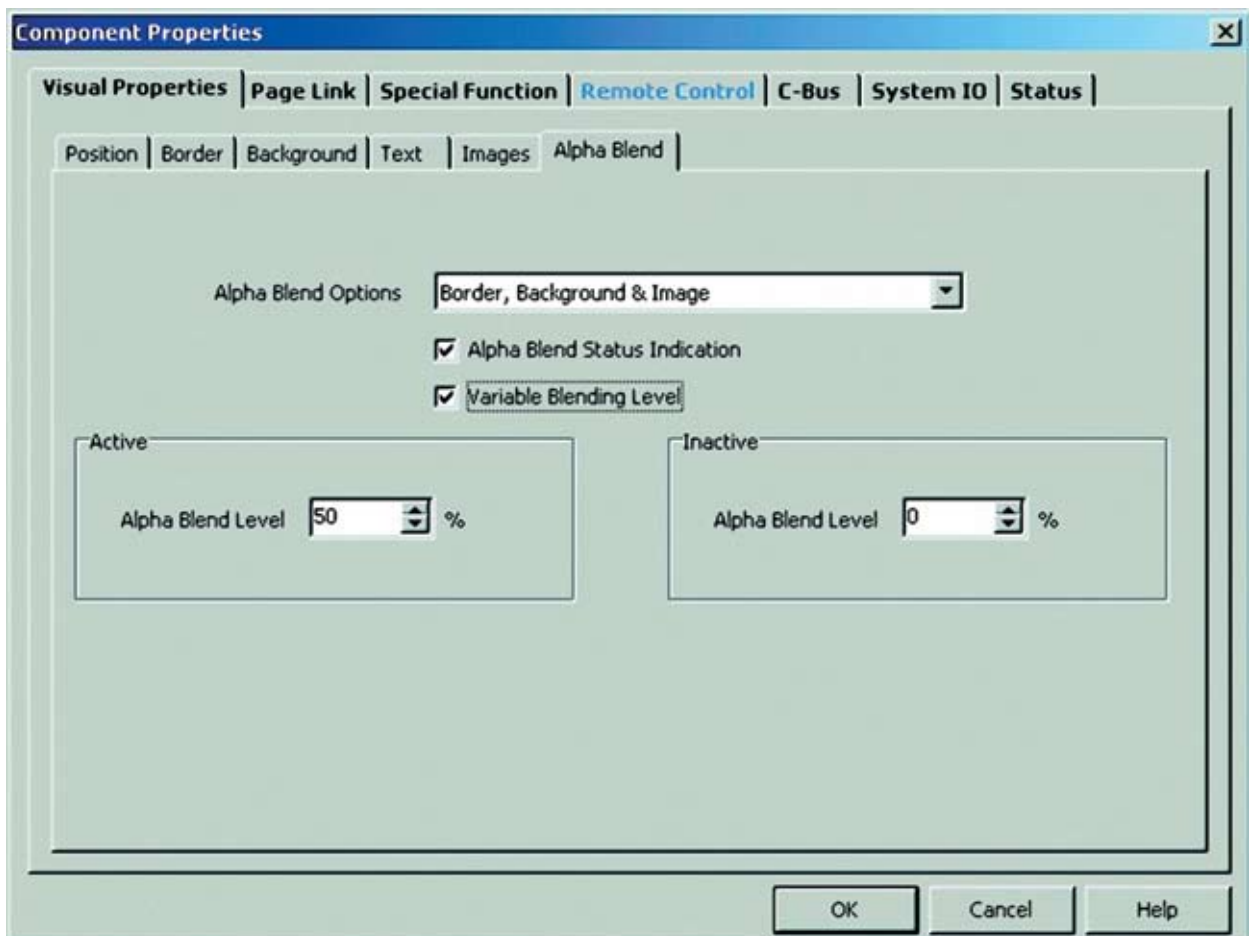 Component Properties
Visual Properties Page Link Special Function Remote Control C-Bus System IO Status
Position Border Background Text Images Alpha Blend
Alpha Blend Options Border, Background & Image
Alpha Blend Status Indication
Variable Blending Level
Active Inactive
Alpha Blend Level 50 % Alpha Blend Level 0 %
OK Cancel Help